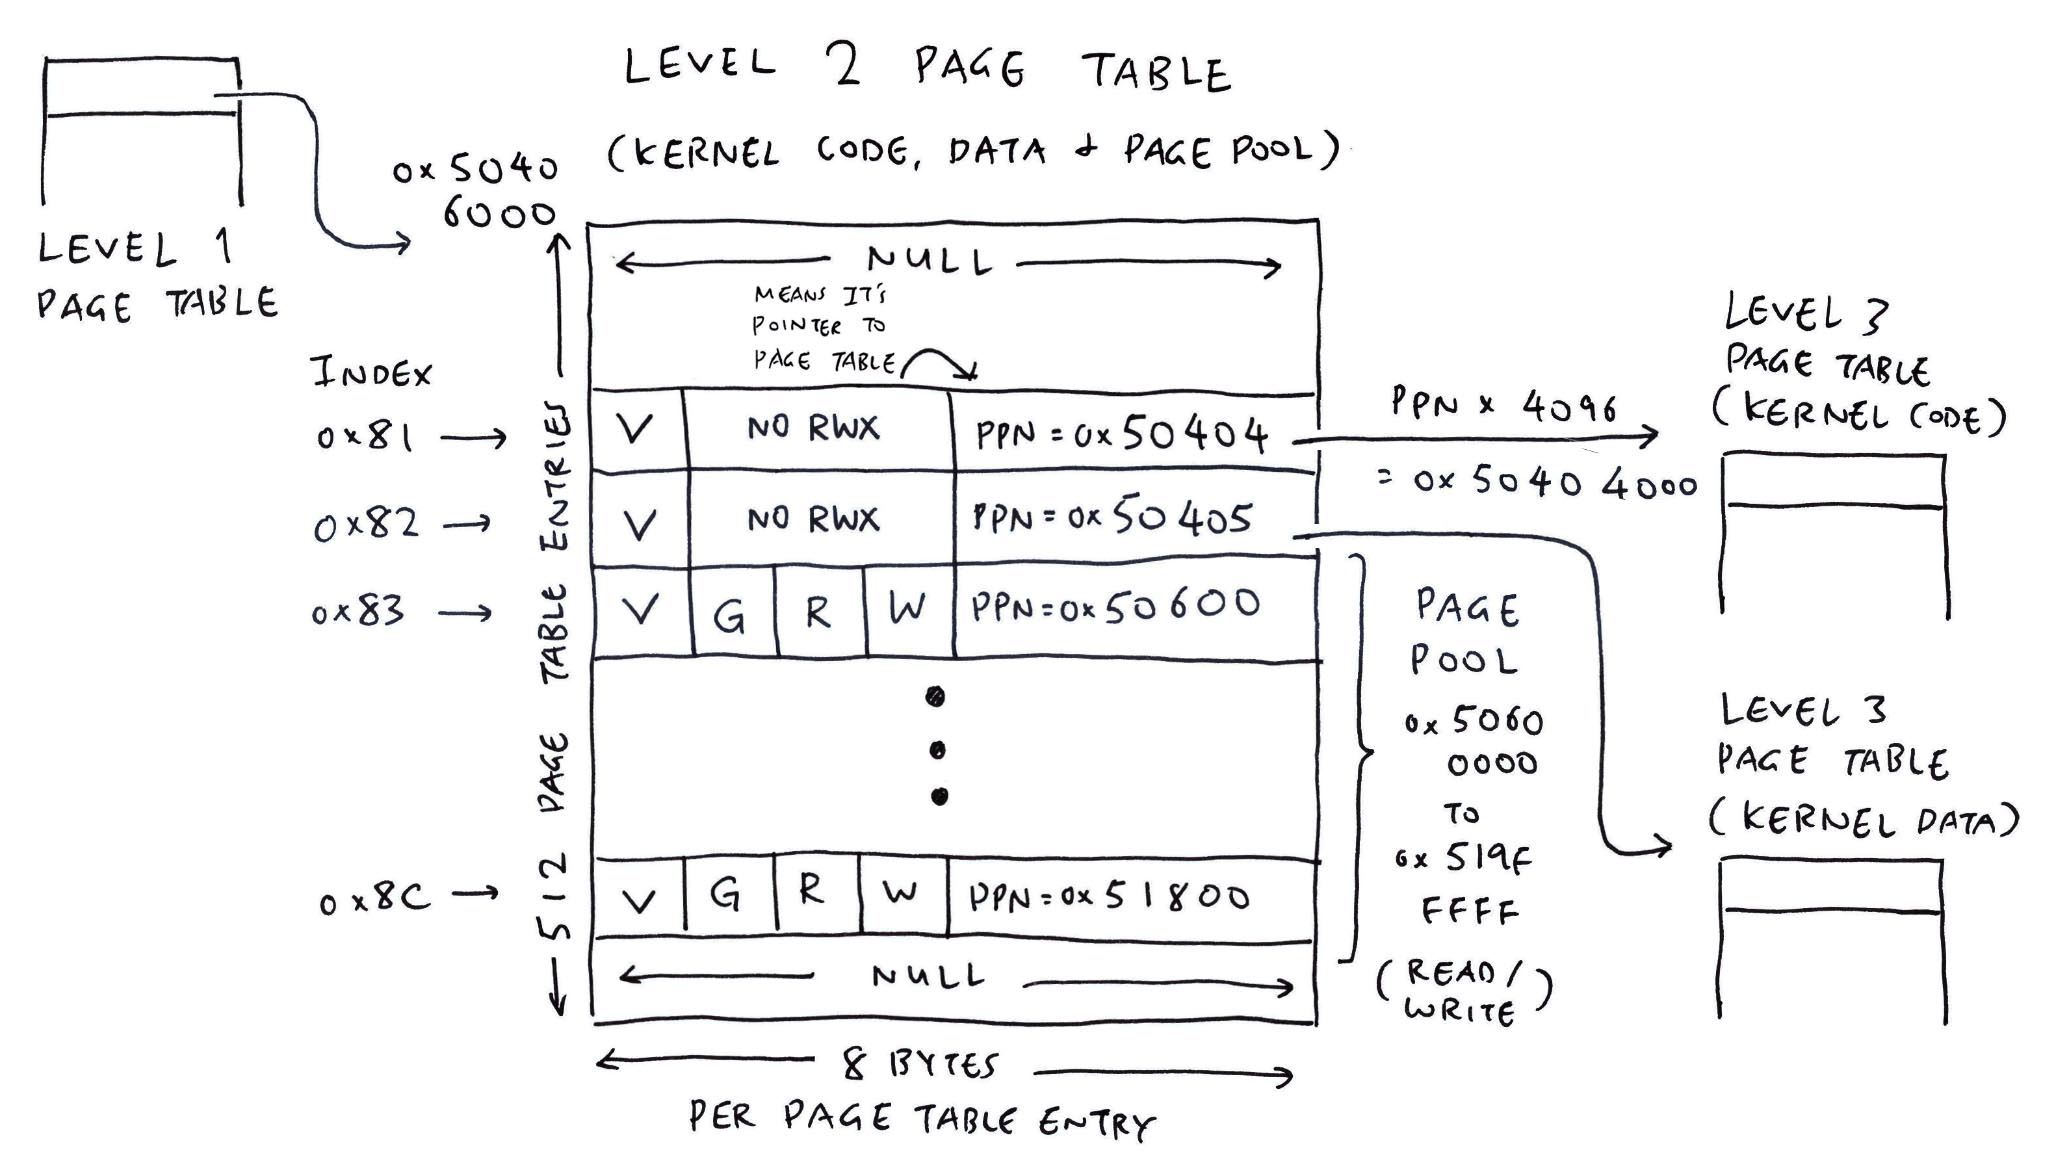 LEVEL 2 PAGE TABLE
(KERNEL CODE, DATA & PAGE POOL)
LEVEL 1
PAGE TABLE
0x5040
6000
NULL
MEANS IT'S
POINTER TO
PAGE TABLE
INDEX
512 PAGE TABLE ENTRIES
0x81 V NO RWX PPN = 0x50404
0x82 V NO RWX PPN = 0x50405
0x83 V G R W PPN = 0x50600
0x8C V G R W PPN = 0x51800
NULL
8 BYTES
PER PAGE TABLE ENTRY
PPN x 4096
= 0x5040 4000
PAGE
POOL
0x5060
0000
TO
0x519F
FFFF
(READ/
WRITE)
LEVEL 3
PAGE TABLE
(KERNEL CODE)
LEVEL 3
PAGE TABLE
(KERNEL DATA)